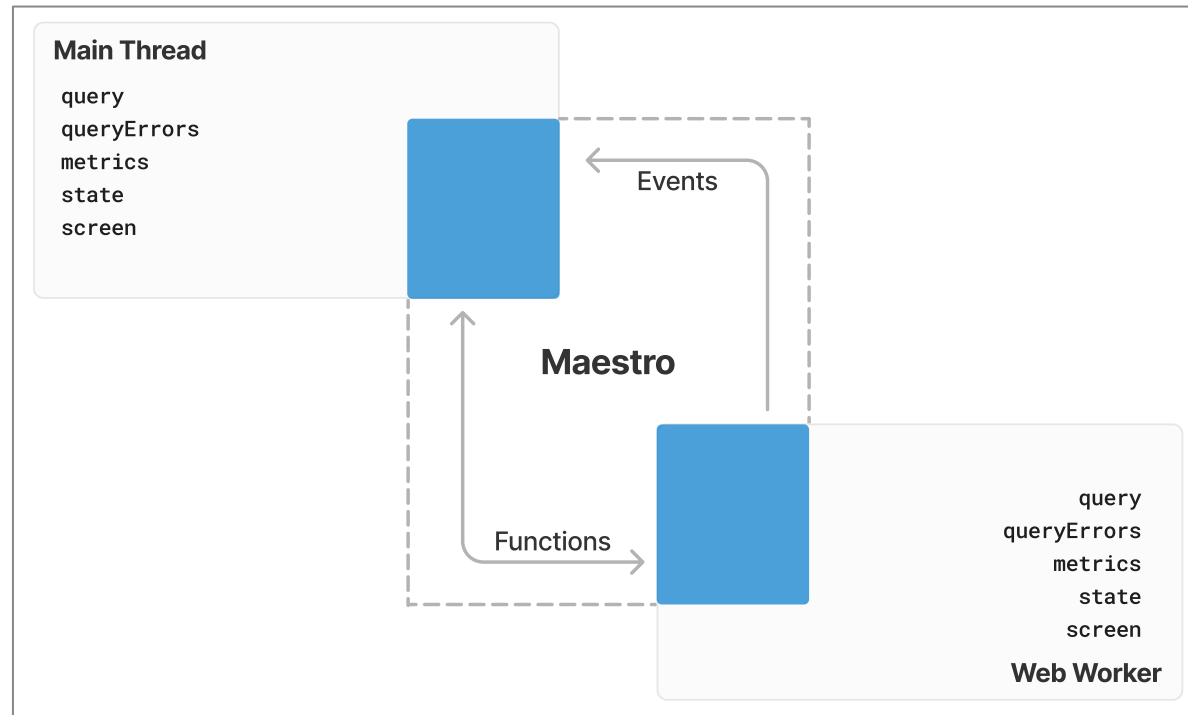 Main Thread
query
queryErrors
metrics
state
screen
Events
Maestro
Functions
query
queryErrors
metrics
state
screen
Web Worker